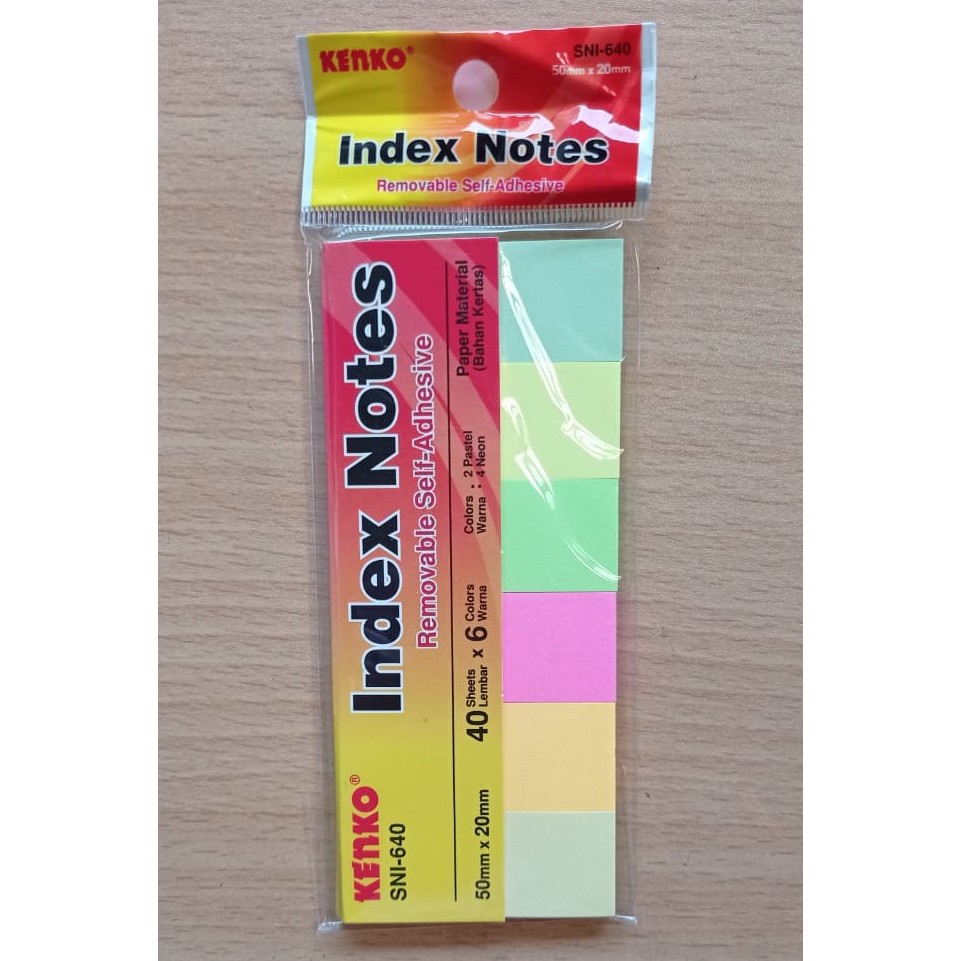 KENKO®
SNI-640
50mm x 20mm
Index Notes
Removable Self-Adhesive
Index Notes
Removable Self-Adhesive
KENKO®
SNI-640
50mm x 20mm
40 Sheets
Lembar
x 6 Colors
Warna
Colors : 2 Pastel
Warna : 4 Neon
Paper Material
(Bahan Kertas)